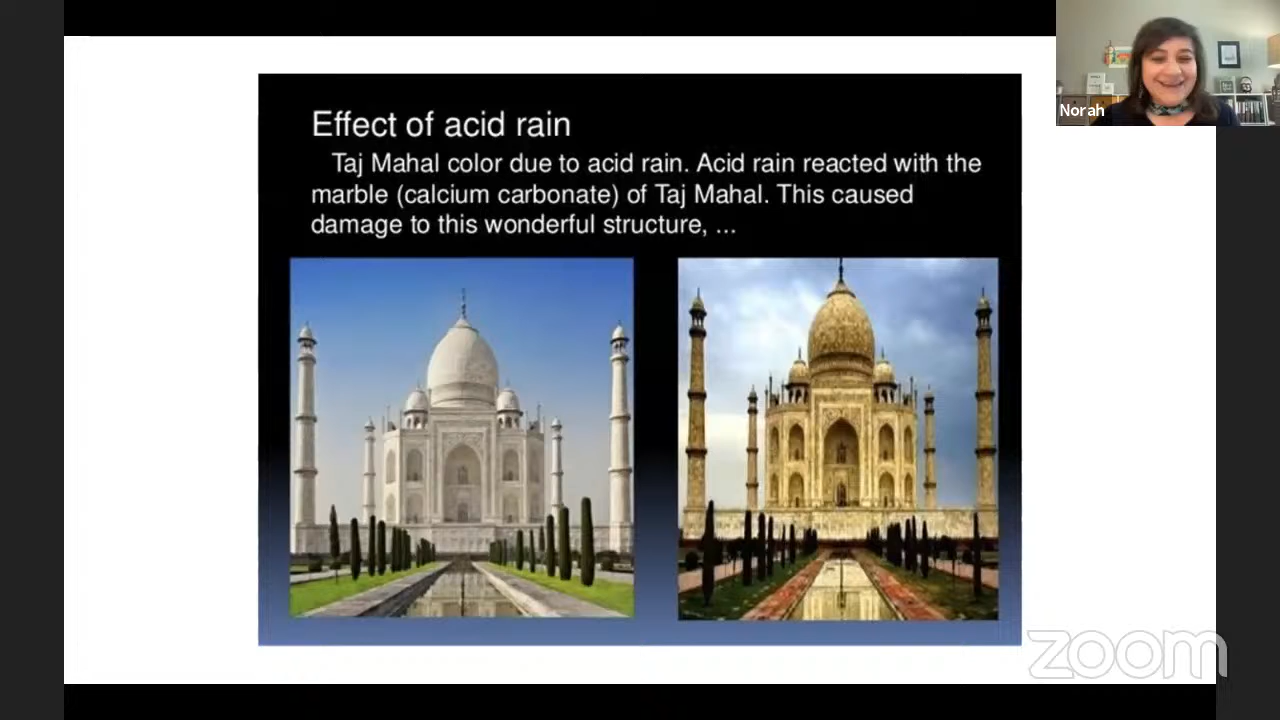 Effect of acid rain
Taj Mahal color due to acid rain. Acid rain reacted with the
marble (calcium carbonate) of Taj Mahal. This caused
damage to this wonderful structure, ...
Norah
zoom